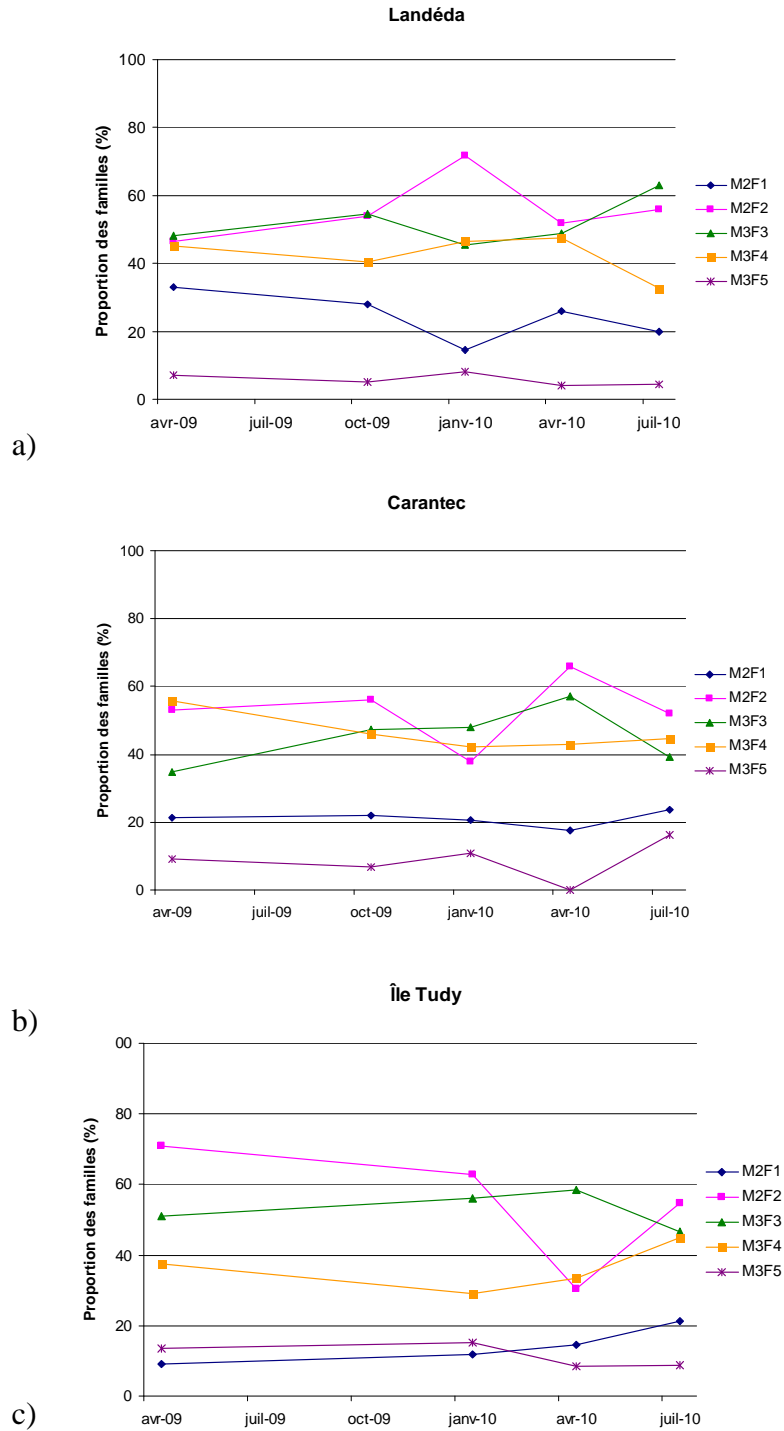 Landéda
100
80
60
40
20
0
Proportion des familles (%)
avr-09 juil-09 oct-09 janv-10 avr-10 juil-10
M2F1
M2F2
M3F3
M3F4
M3F5
a)
Carantec
100
80
60
40
20
0
Proportion des familles (%)
avr-09 juil-09 oct-09 janv-10 avr-10 juil-10
M2F1
M2F2
M3F3
M3F4
M3F5
b)
Île Tudy
00
80
60
40
20
0
Proportion des familles (%)
avr-09 juil-09 oct-09 janv-10 avr-10 juil-10
M2F1
M2F2
M3F3
M3F4
M3F5
c)